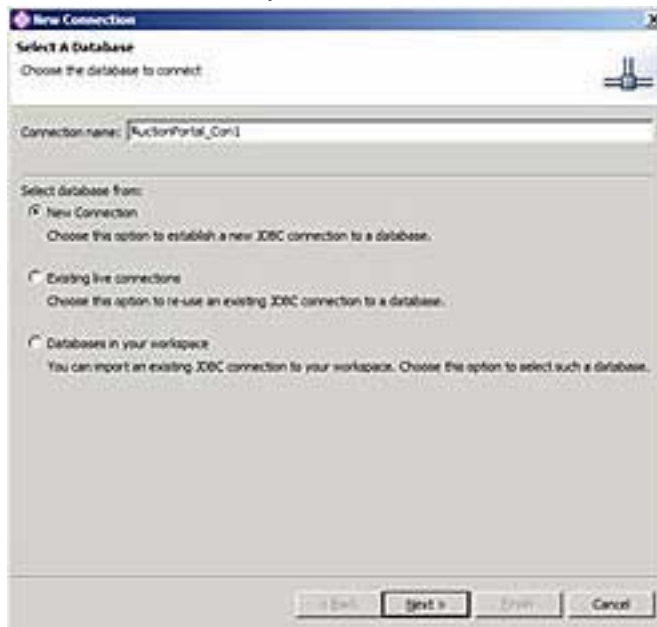 New Connection
Select A Database
Choose the database to connect
Connection name: AuctionPortal_Con1
Select database from:
New Connection
Choose this option to establish a new JDBC connection to a database.
Existing live connections
Choose this option to re-use an existing JDBC connection to a database.
Databases in your workspace
You can import an existing JDBC connection to your workspace. Choose this option to select such a database.
< Back Next > Finish Cancel